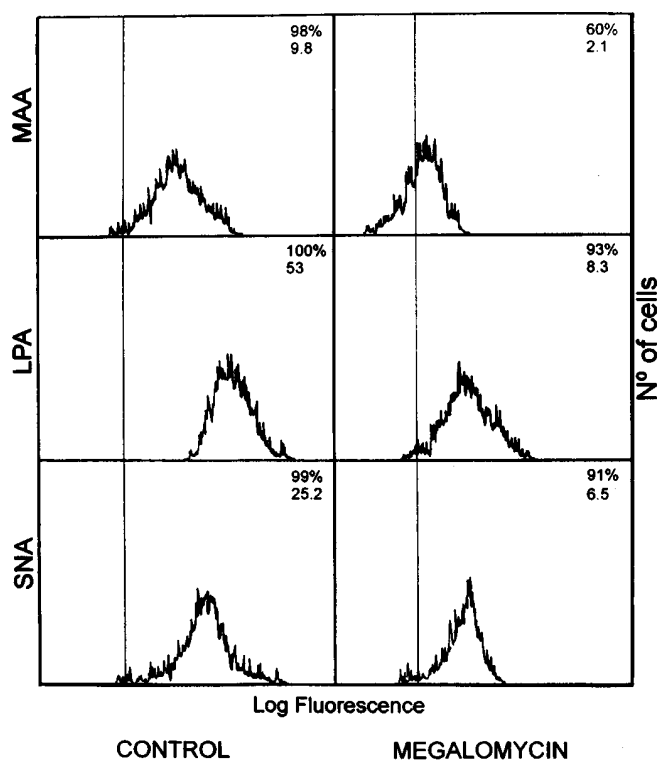 MAA
98%
9.8
60%
2.1
LPA
100%
53
93%
8.3
SNA
99%
25.2
91%
6.5
Nº of cells
Log Fluorescence
CONTROL
MEGALOMYCIN